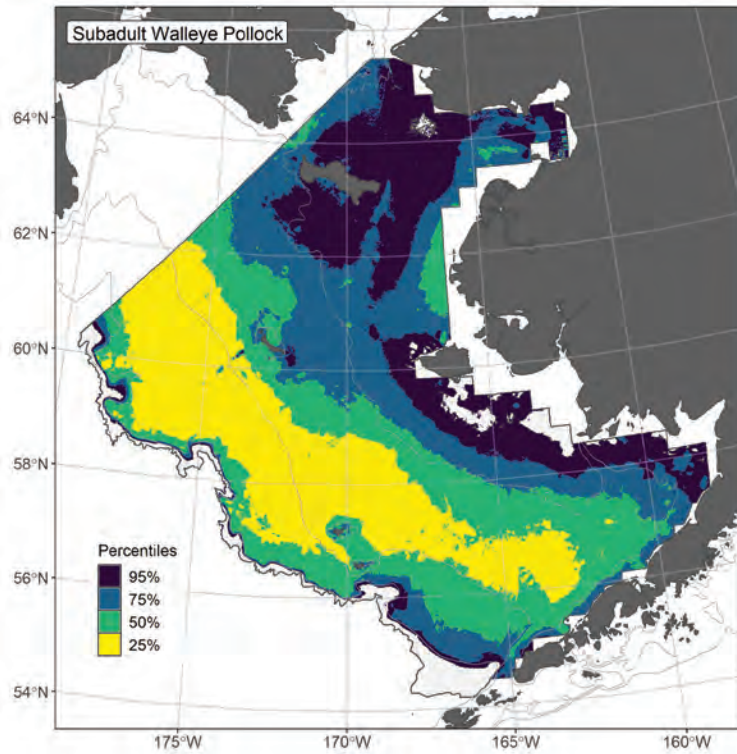 Subadult Walleye Pollock
64°N
62°N
60°N
58°N
56°N
54°N
Percentiles
95%
75%
50%
25%
175°W
170°W
165°W
160°W